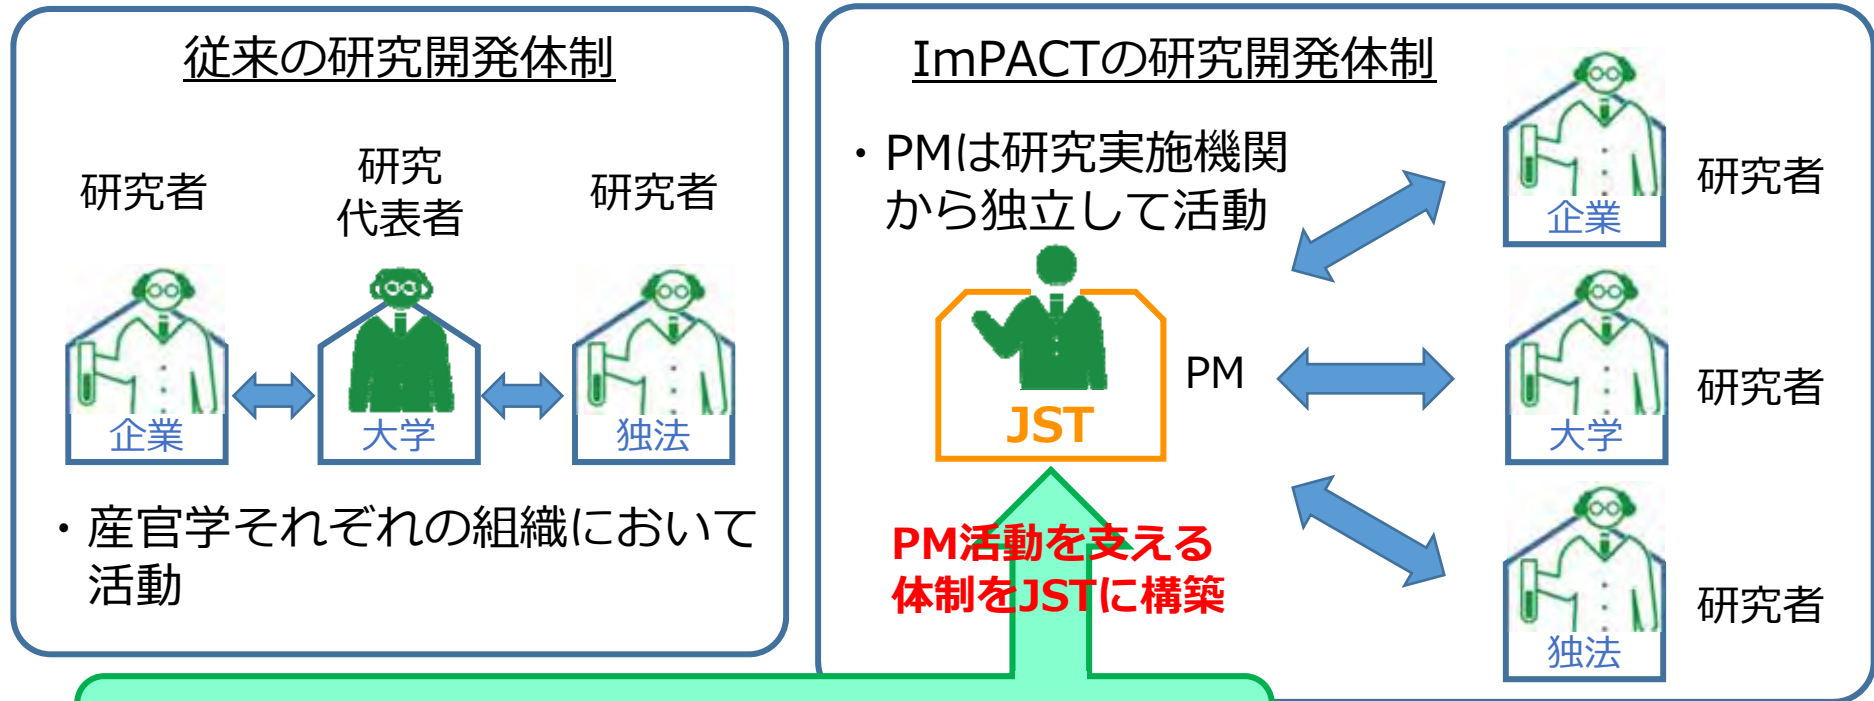 従来の研究開発体制
研究者
研究
代表者
研究者
企業
大学
独法
・産官学それぞれの組織において
活動
ImPACTの研究開発体制
・PMは研究実施機関
から独立して活動
JST
PM
PM活動を支える
体制をJSTに構築
企業
研究者
大学
研究者
独法
研究者